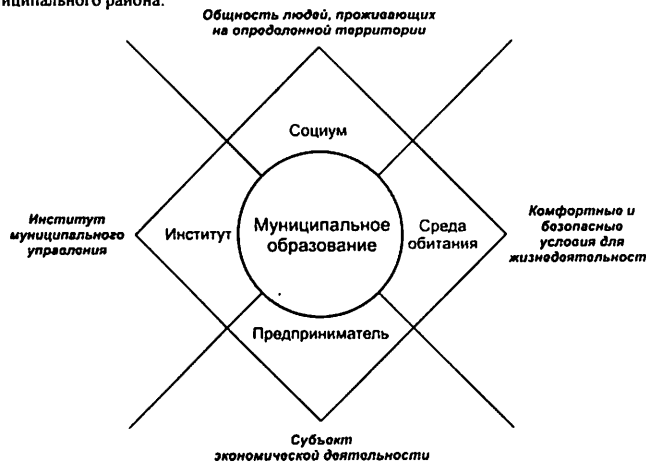 иципального района.
Общность людей, проживающих
на определенной территории
Социум
Институт
муниципального
управления
Институт
Муниципальное
образование
Среда
обитания
Комфортные и
безопасные
условия для
жизнедеятельност
Предприниматель
Субъект
экономической деятельности